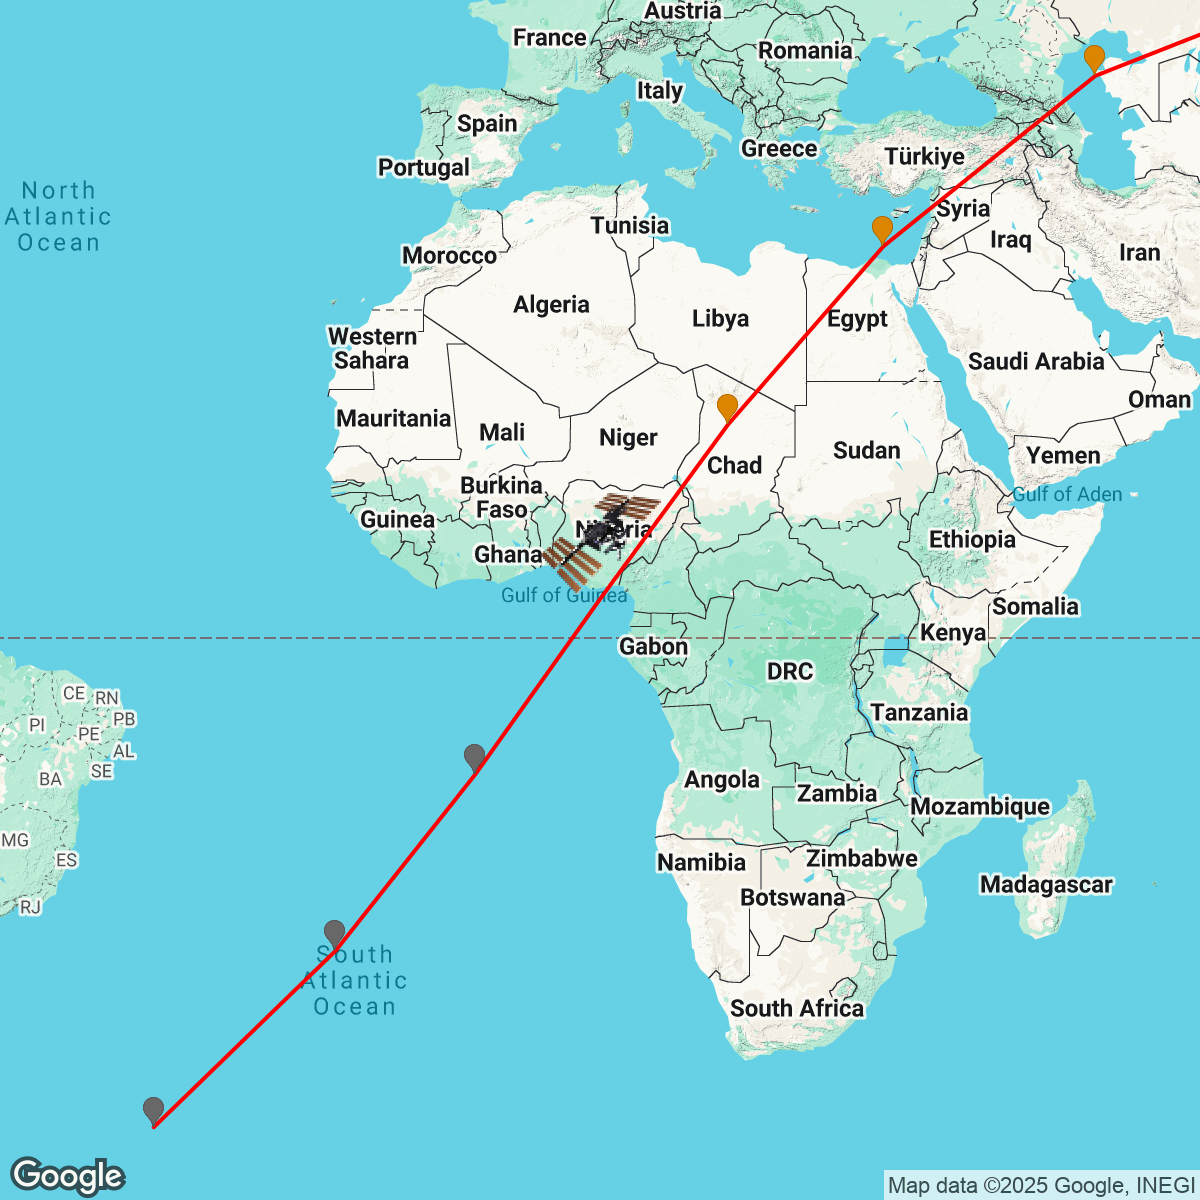 Austria
France
Romania
Italy
Spain
Greece
Türkiye
Portugal
North
Atlantic
Ocean
Syria
Tunisia
Iraq
Morocco
Iran
Algeria
Libya
Egypt
Western
Sahara
Saudi Arabia
Oman
Mauritania
Mali
Niger
Chad
Sudan
Yemen
Burkina
Faso
Gulf of Aden
Guinea
Nigeria
Ghana
Ethiopia
Gulf of Guinea
Somalia
Kenya
Gabon
DRC
CE
RN
PI
PB
PE
AL
SE
BA
Tanzania
Angola
Zambia
Mozambique
MG
ES
RJ
Namibia
Zimbabwe
Botswana
Madagascar
South
Atlantic
Ocean
South Africa
Google
Map data ©2025 Google, INEGI